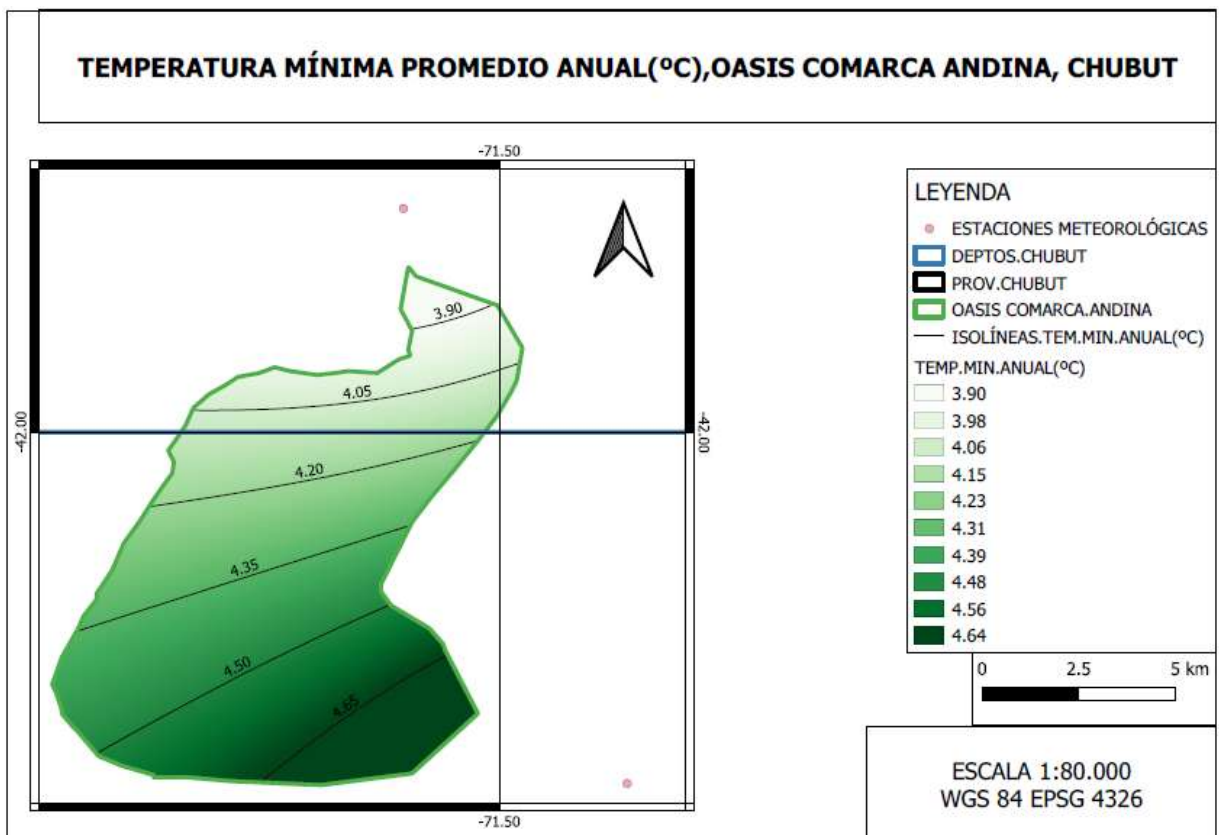 TEMPERATURA MÍNIMA PROMEDIO ANUAL(ºC),OASIS COMARCA ANDINA, CHUBUT
-71.50
-42.00
-42.00
3.90
4.05
4.20
4.35
4.50
4.65
-71.50
LEYENDA
ESTACIONES METEOROLÓGICAS
DEPTOS.CHUBUT
PROV.CHUBUT
OASIS COMARCA.ANDINA
ISOLÍNEAS.TEM.MIN.ANUAL(ºC)
TEMP.MIN.ANUAL(ºC)
3.90
3.98
4.06
4.15
4.23
4.31
4.39
4.48
4.56
4.64
0 2.5 5 km
ESCALA 1:80.000
WGS 84 EPSG 4326